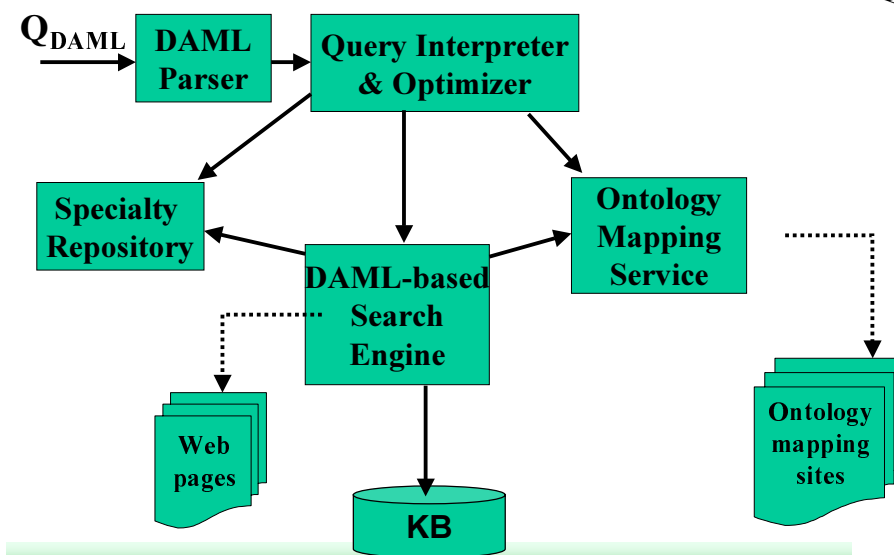 Q_DAML
DAML
Parser
Query Interpreter
& Optimizer
Specialty
Repository
Ontology
Mapping
Service
DAML-based
Search
Engine
Web
pages
Ontology
mapping
sites
KB